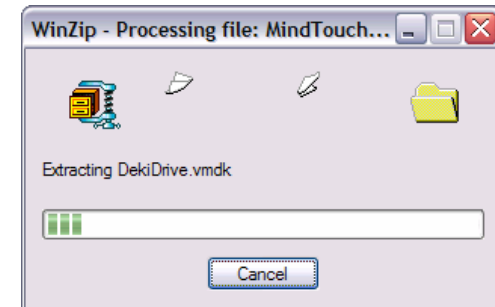 WinZip - Processing file: MindTouch...
Extracting DekiDrive.vmdk
Cancel